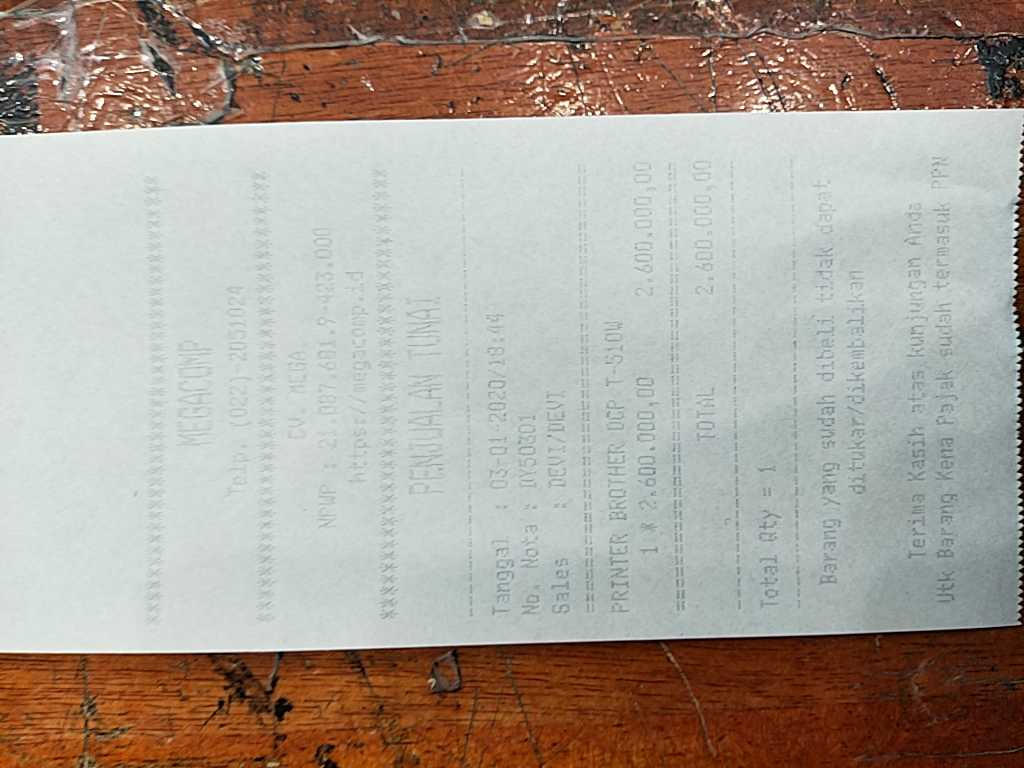 ********************************
MEGACOMP
Telp. (022)-2051024
********************************
CV. MEGA
NPWP : 21.087.681.9-423.000
https://megacomp.id
********************************
PENJUALAN TUNAI
--------------------------------
Tanggal : 03-01-2020/18:44
No. Nota :
Sales : DEVI/DEVI
================================
PRINTER BROTHER DCP T-510W
1 * 2.600.000,00 2.600.000,00
================================
TOTAL 2.600.000,00
--------------------------------
Total Qty = 1
--------------------------------
Barang yang sudah dibeli tidak dapat
ditukar/dikembalikan
Terima Kasih atas kunjungan Anda
Utk Barang Kena Pajak sudah termasuk PPN